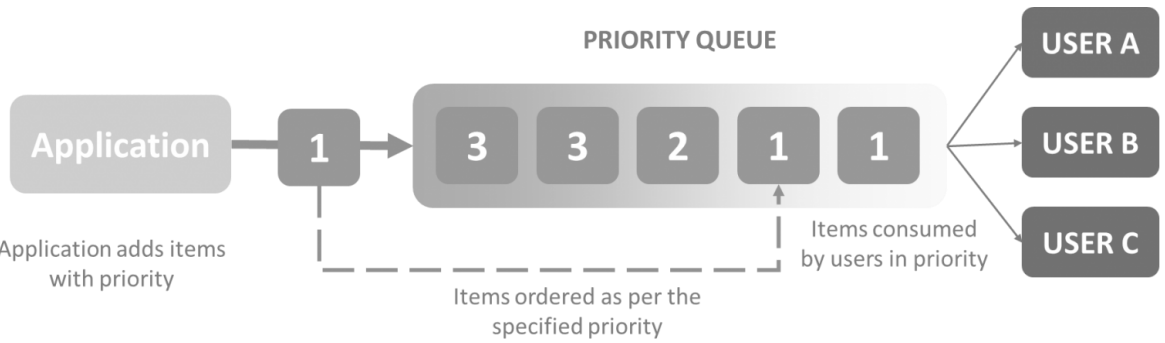 PRIORITY QUEUE
Application
1
3 3 2 1 1
USER A
USER B
USER C
Application adds items
with priority
Items ordered as per the
specified priority
Items consumed
by users in priority